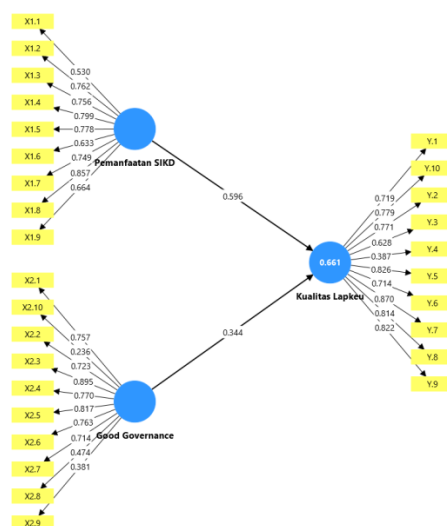 X1.1
X1.2
X1.3
X1.4
X1.5
X1.6
X1.7
X1.8
X1.9
0.530
0.762
0.756
0.799
0.778
0.633
0.749
0.857
0.664
Pemanfaatan SIKD
0.596
X2.1
X2.10
X2.2
X2.3
X2.4
X2.5
X2.6
X2.7
X2.8
X2.9
0.757
0.236
0.723
0.895
0.770
0.817
0.763
0.714
0.474
0.381
Good Governance
0.344
0.661
Kualitas Lapkeu
0.719
0.779
0.771
0.628
0.387
0.826
0.714
0.870
0.814
0.822
Y.1
Y.10
Y.2
Y.3
Y.4
Y.5
Y.6
Y.7
Y.8
Y.9